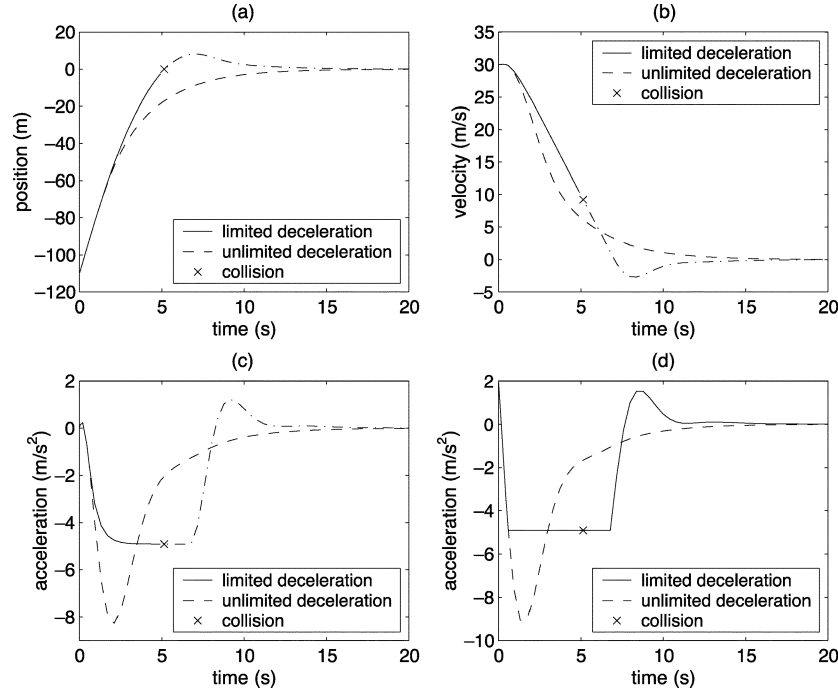 (a)
20
0
−20
−40
−60
−80
−100
−120
position (m)
limited deceleration
unlimited deceleration
collision
0 5 10 15 20
time (s)
(b)
35
30
25
20
15
10
5
0
−5
velocity (m/s)
limited deceleration
unlimited deceleration
collision
0 5 10 15 20
time (s)
(c)
2
0
−2
−4
−6
−8
acceleration (m/s²)
limited deceleration
unlimited deceleration
collision
0 5 10 15 20
time (s)
(d)
2
0
−2
−4
−6
−8
−10
acceleration (m/s²)
limited deceleration
unlimited deceleration
collision
0 5 10 15 20
time (s)